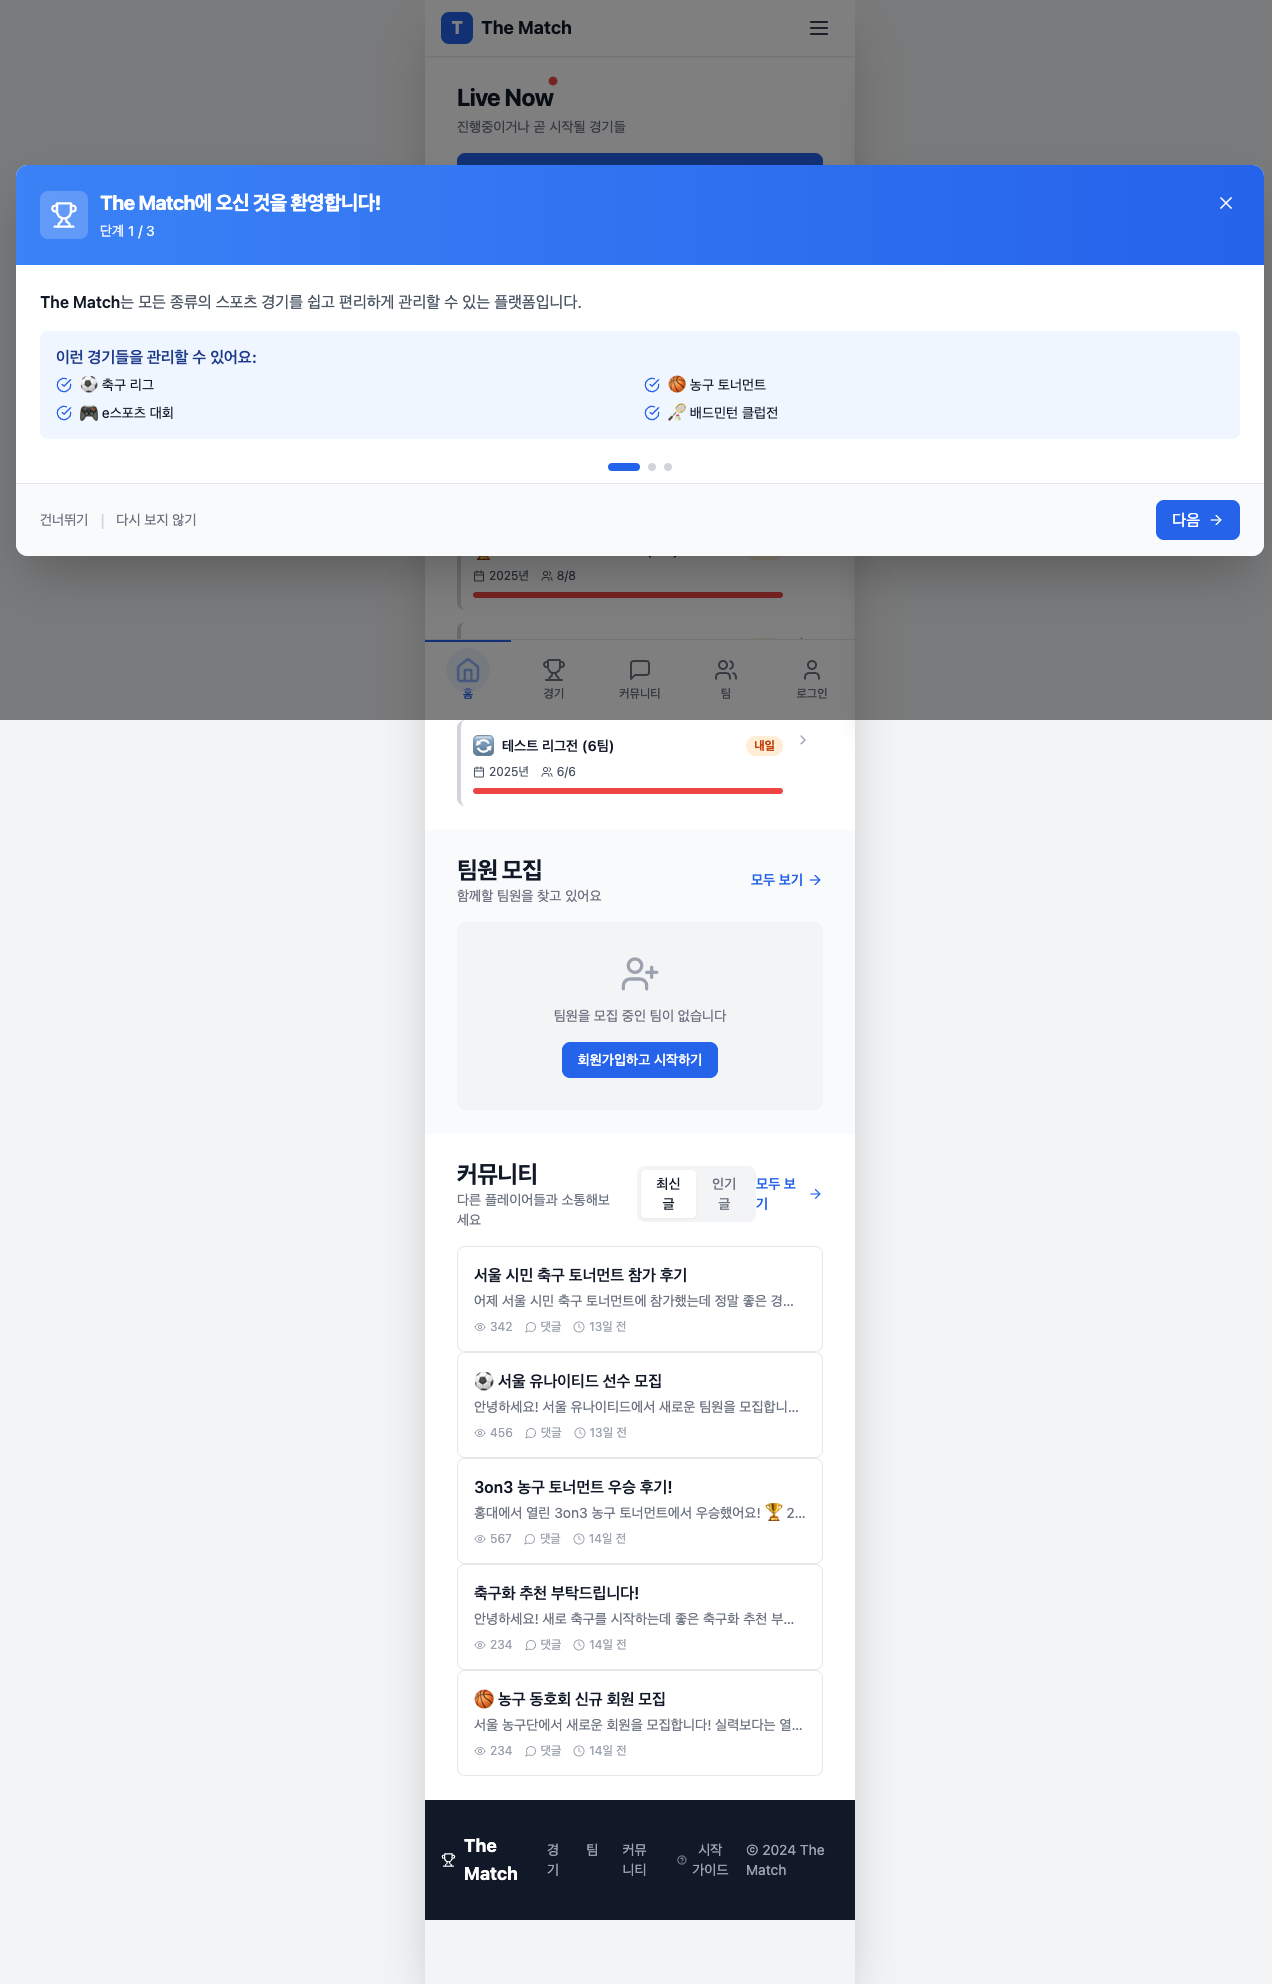 T The Match
Live Now
진행중이거나 곧 시작될 경기들
The Match에 오신 것을 환영합니다!
단계 1 / 3
The Match는 모든 종류의 스포츠 경기를 쉽고 편리하게 관리할 수 있는 플랫폼입니다.
이런 경기들을 관리할 수 있어요:
⚽ 축구 리그
🏀 농구 토너먼트
🎮 e스포츠 대회
🏸 배드민턴 클럽전
건너뛰기 | 다시 보지 않기
다음
2025년 8/8
홈
경기
커뮤니티
팀
로그인
테스트 리그전 (6팀) 내일
2025년 6/6
팀원 모집
함께할 팀원을 찾고 있어요
모두 보기
팀원을 모집 중인 팀이 없습니다
회원가입하고 시작하기
커뮤니티
다른 플레이어들과 소통해보
세요
최신
글
인기
글
모두 보
기
서울 시민 축구 토너먼트 참가 후기
어제 서울 시민 축구 토너먼트에 참가했는데 정말 좋은 경...
342 댓글 13일 전
⚽ 서울 유나이티드 선수 모집
안녕하세요! 서울 유나이티드에서 새로운 팀원을 모집합니...
456 댓글 13일 전
3on3 농구 토너먼트 우승 후기!
홍대에서 열린 3on3 농구 토너먼트에서 우승했어요! 🏆 2...
567 댓글 14일 전
축구화 추천 부탁드립니다!
안녕하세요! 새로 축구를 시작하는데 좋은 축구화 추천 부...
234 댓글 14일 전
🏀 농구 동호회 신규 회원 모집
서울 농구단에서 새로운 회원을 모집합니다! 실력보다는 열...
234 댓글 14일 전
The
Match
경
기
팀
커뮤
니티
시작
가이드
© 2024 The
Match